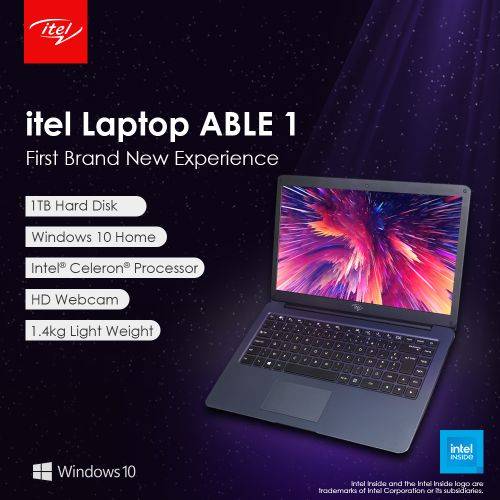 itel
itel Laptop ABLE 1
First Brand New Experience
1TB Hard Disk
Windows 10 Home
Intel® Celeron® Processor
HD Webcam
1.4kg Light Weight
itel
Windows 10
intel
INSIDE
Intel Inside and the Intel Inside logo are
trademarks of Intel Corporation or its subsidiaries.